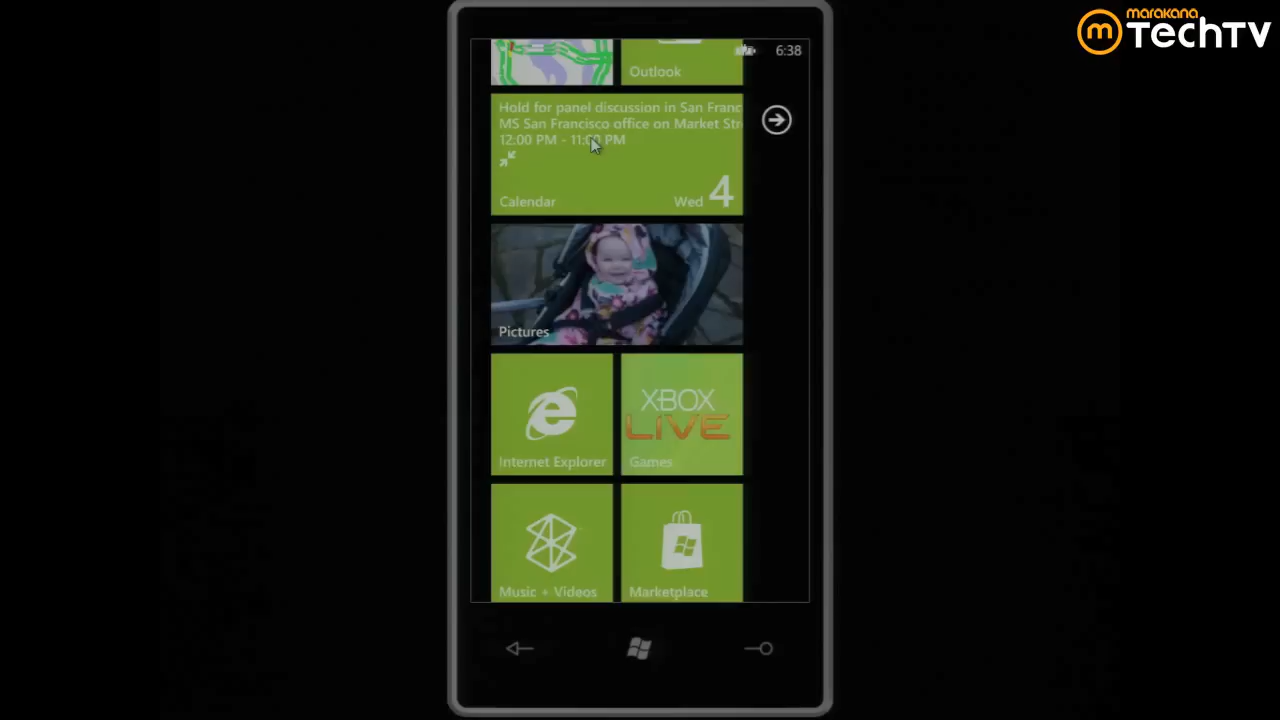 marakana
TechTV
6:38
Outlook
Hold for panel discussion in San Franc
MS San Francisco office on Market Str
12:00 PM - 11:00 PM
Calendar
Wed 4
Pictures
XBOX
LIVE
Internet Explorer
Games
Music + Videos
Marketplace